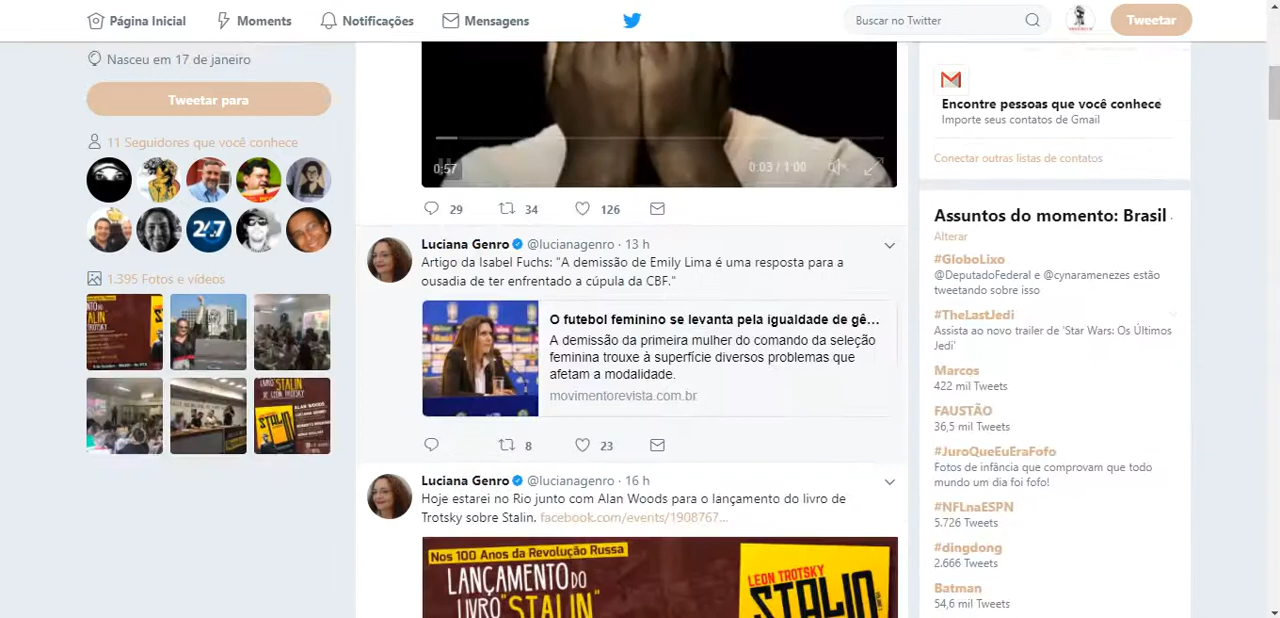 Página Inicial
Moments
Notificações
Mensagens
Buscar no Twitter
Tweetar
Nasceu em 17 de janeiro
Tweetar para
11 Seguidores que você conhece
247
1.395 Fotos e vídeos
0:57
0:03 / 1:00
29
34
126
Luciana Genro @lucianagenro · 13 h
Artigo da Isabel Fuchs: "A demissão de Emily Lima é uma resposta para a
ousadia de ter enfrentado a cúpula da CBF."
O futebol feminino se levanta pela igualdade de gê...
A demissão da primeira mulher do comando da seleção
feminina trouxe à superfície diversos problemas que
afetam a modalidade.
movimentorevista.com.br
8
23
Luciana Genro @lucianagenro · 16 h
Hoje estarei no Rio junto com Alan Woods para o lançamento do livro de
Trotsky sobre Stalin. facebook.com/events/1908767...
Nos 100 Anos da Revolução Russa
LANÇAMENTO DO
LIVRO "STALIN"
LEON TROTSKY
STALIN
Encontre pessoas que você conhece
Importe seus contatos de Gmail
Conectar outras listas de contatos
Assuntos do momento: Brasil
Alterar
#GloboLixo
@DeputadoFederal e @cynaramenezes estão
tweetando sobre isso
#TheLastJedi
Assista ao novo trailer de 'Star Wars: Os Últimos
Jedi'
Marcos
422 mil Tweets
FAUSTÃO
36,5 mil Tweets
#JuroQueEuEraFofo
Fotos de infância que comprovam que todo
mundo um dia foi fofo!
#NFLnaESPN
5.726 Tweets
#dingdong
2.666 Tweets
Batman
54,6 mil Tweets